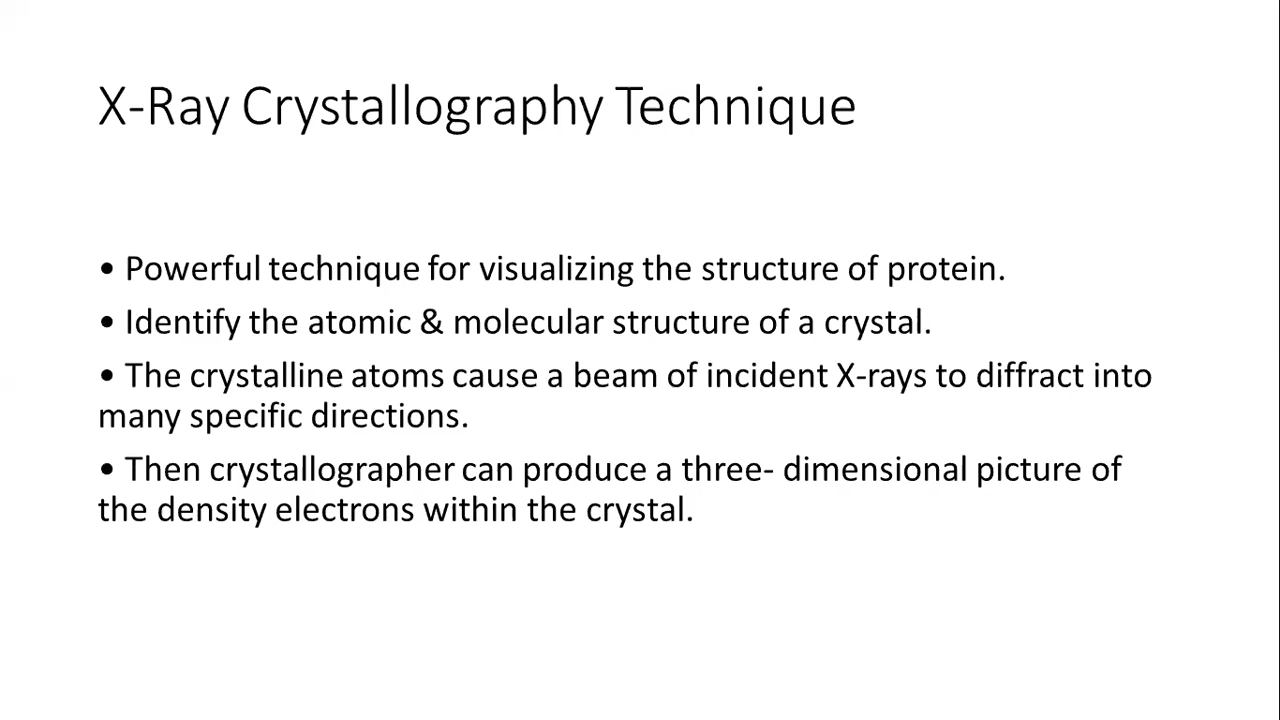 X-Ray Crystallography Technique
• Powerful technique for visualizing the structure of protein.
• Identify the atomic & molecular structure of a crystal.
• The crystalline atoms cause a beam of incident X-rays to diffract into
many specific directions.
• Then crystallographer can produce a three- dimensional picture of
the density electrons within the crystal.